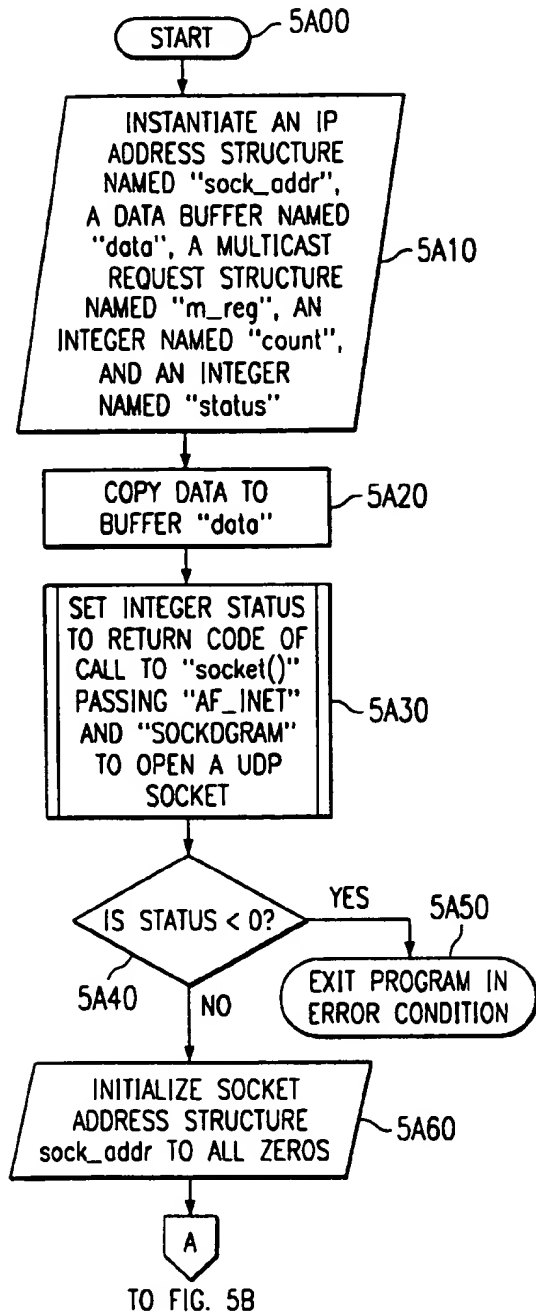 START
5A00
INSTANTIATE AN IP
ADDRESS STRUCTURE
NAMED "sock_addr",
A DATA BUFFER NAMED
"data", A MULTICAST
REQUEST STRUCTURE
NAMED "m_reg", AN
INTEGER NAMED "count",
AND AN INTEGER
NAMED "status"
5A10
COPY DATA TO
BUFFER "data"
5A20
SET INTEGER STATUS
TO RETURN CODE OF
CALL TO "socket()"
PASSING "AF_INET"
AND "SOCKDGRAM"
TO OPEN A UDP
SOCKET
5A30
IS STATUS < 0?
YES
5A40
NO
5A50
EXIT PROGRAM IN
ERROR CONDITION
INITIALIZE SOCKET
ADDRESS STRUCTURE
sock_addr TO ALL ZEROS
5A60
A
TO FIG. 5B